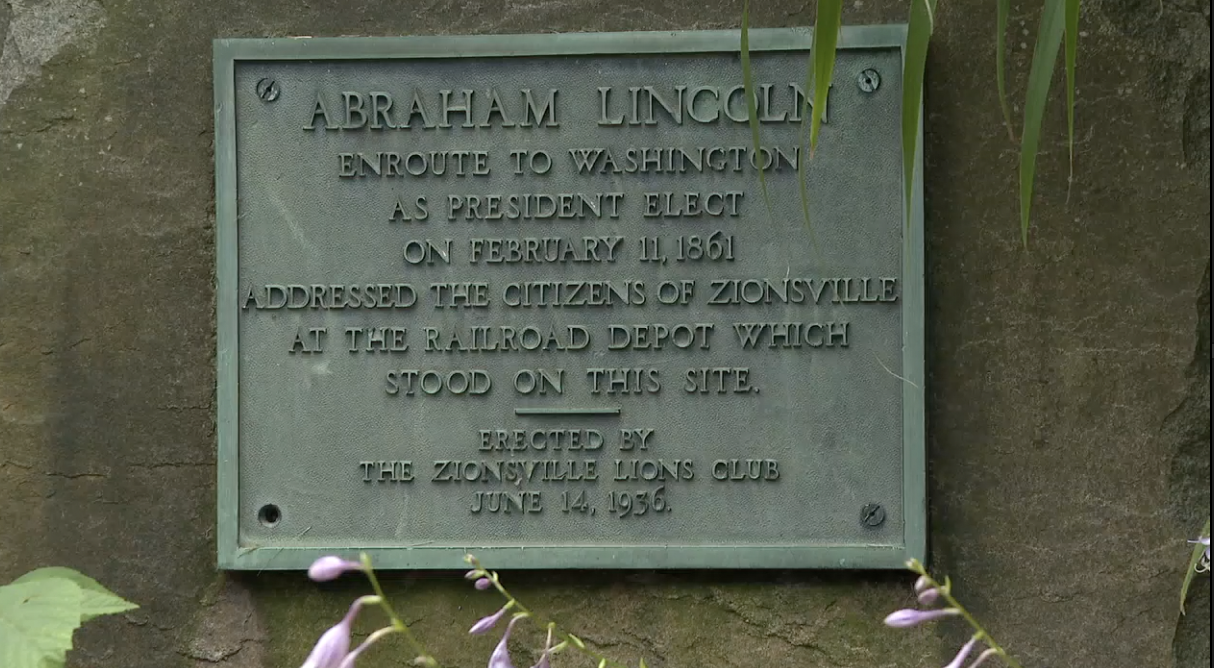 ABRAHAM LINCOLN
ENROUTE TO WASHINGTON
AS PRESIDENT ELECT
ON FEBRUARY 11, 1861
ADDRESSED THE CITIZENS OF ZIONSVILLE
AT THE RAILROAD DEPOT WHICH
STOOD ON THIS SITE.
ERECTED BY
THE ZIONSVILLE LIONS CLUB
JUNE 14, 1936.